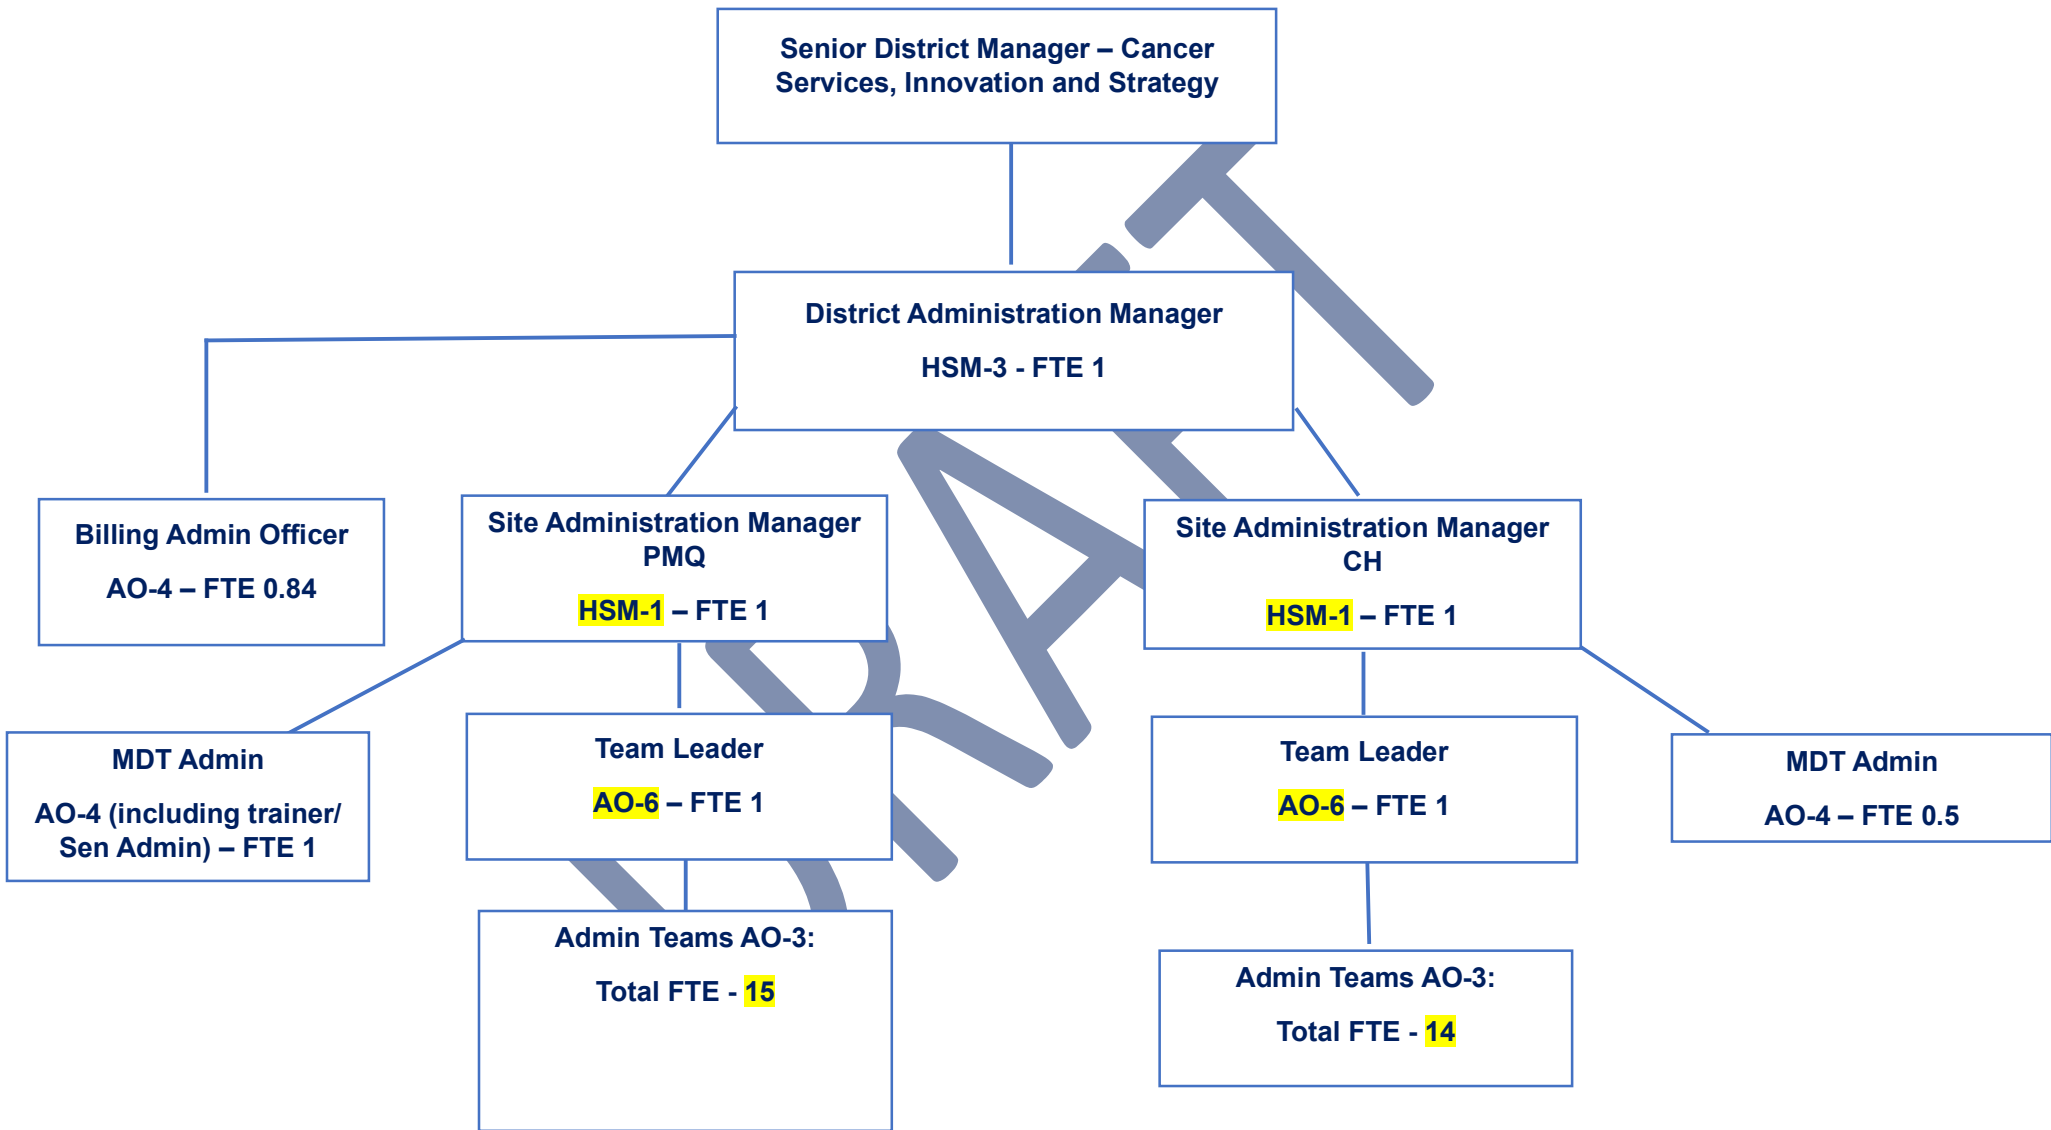 Senior District Manager – Cancer
Services, Innovation and Strategy
District Administration Manager
HSM-3 - FTE 1
Billing Admin Officer
AO-4 – FTE 0.84
Site Administration Manager
PMQ
HSM-1 – FTE 1
Site Administration Manager
CH
HSM-1 – FTE 1
MDT Admin
AO-4 (including trainer/
Sen Admin) – FTE 1
Team Leader
AO-6 – FTE 1
Team Leader
AO-6 – FTE 1
MDT Admin
AO-4 – FTE 0.5
Admin Teams AO-3:
Total FTE - 15
Admin Teams AO-3:
Total FTE - 14
DRAFT